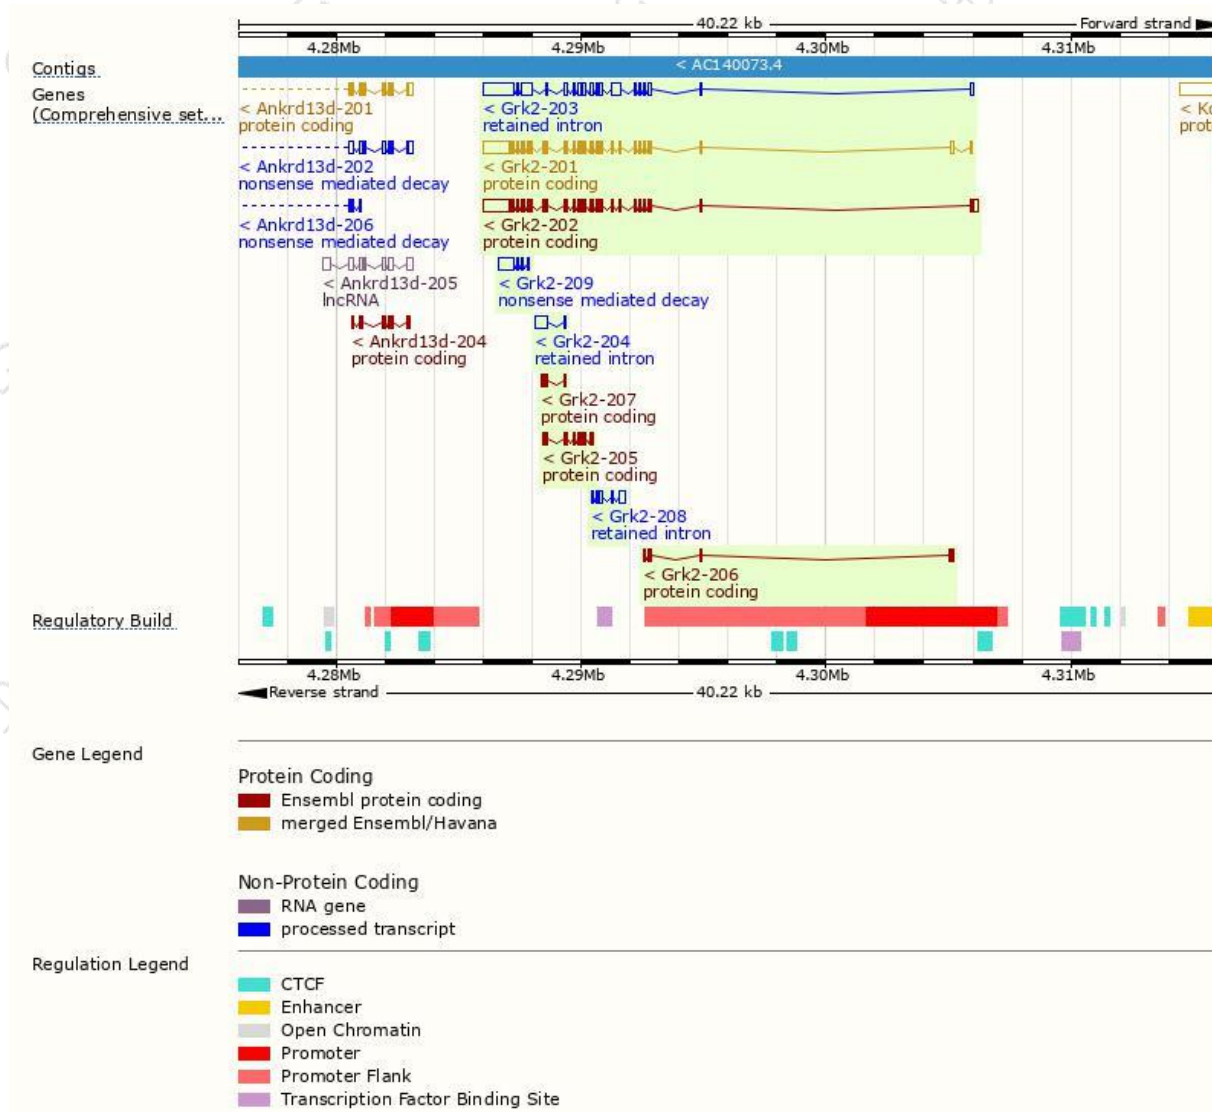 40.22 kb
Forward strand
4.28Mb 4.29Mb 4.30Mb 4.31Mb
Contigs
< AC140073.4
Genes
(Comprehensive set...
< Ankrd13d-201
protein coding
< Grk2-203
retained intron
< Ankrd13d-202
nonsense mediated decay
< Grk2-201
protein coding
< Ankrd13d-206
nonsense mediated decay
< Grk2-202
protein coding
< Ankrd13d-205
lncRNA
< Grk2-209
nonsense mediated decay
< Ankrd13d-204
protein coding
< Grk2-204
retained intron
< Grk2-207
protein coding
< Grk2-205
protein coding
< Grk2-208
retained intron
< Grk2-206
protein coding
Regulatory Build
4.28Mb 4.29Mb 4.30Mb 4.31Mb
Reverse strand
40.22 kb
Gene Legend
Protein Coding
Ensembl protein coding
merged Ensembl/Havana
Non-Protein Coding
RNA gene
processed transcript
Regulation Legend
CTCF
Enhancer
Open Chromatin
Promoter
Promoter Flank
Transcription Factor Binding Site